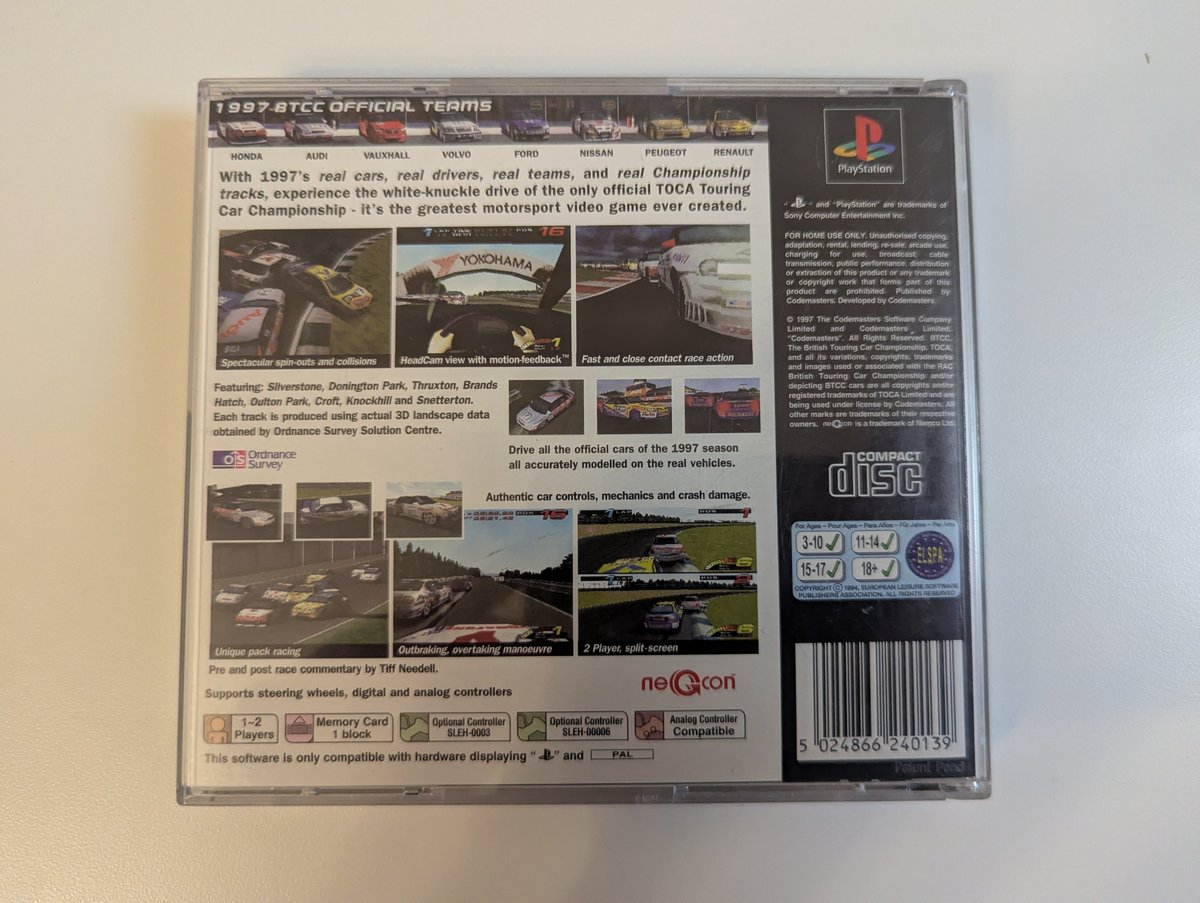 1997 BTCC OFFICIAL TEAMS
HONDA AUDI VAUXHALL VOLVO FORD NISSAN PEUGEOT RENAULT
With 1997's real cars, real drivers, real teams, and real Championship
tracks, experience the white-knuckle drive of the only official TOCA Touring
Car Championship - it's the greatest motorsport video game ever created.
YOKOHAMA
16
Audi
Spectacular spin-outs and collisions
HeadCam view with motion-feedback™
Fast and close contact race action
Featuring: Silverstone, Donington Park, Thruxton, Brands
Hatch, Oulton Park, Croft, Knockhill and Snetterton.
Each track is produced using actual 3D landscape data
obtained by Ordnance Survey Solution Centre.
OS Ordnance
Survey
Drive all the official cars of the 1997 season
all accurately modelled on the real vehicles.
Authentic car controls, mechanics and crash damage.
Unique pack racing
Outbraking, overtaking manoeuvre
2 Player, split-screen
Pre and post race commentary by Tiff Needell.
Supports steering wheels, digital and analog controllers
neGcon
1~2
Players
Memory Card
1 block
Optional Controller
SLEH-0003
Optional Controller
SLEH-00006
Analog Controller
Compatible
This software is only compatible with hardware displaying " " and PAL
PlayStation
" " and "PlayStation" are trademarks of
Sony Computer Entertainment Inc.
FOR HOME USE ONLY. Unauthorised copying,
adaptation, rental, lending, re-sale, arcade use,
charging for use, broadcast, cable
transmission, public performance, distribution
or extraction of this product or any trademark
or copyright work that forms part of this
product are prohibited. Published by
Codemasters. Developed by Codemasters.
© 1997 The Codemasters Software Company
Limited and Codemasters Limited.
"Codemasters". All Rights Reserved. BTCC,
The British Touring Car Championship, TOCA,
and all its variations, copyrights, trademarks
and images used or associated with the RAC
British Touring Car Championship and/or
depicting BTCC cars are all copyrights and/or
registered trademarks of TOCA Limited and are
being used under license by Codemasters. All
other marks are trademarks of their respective
owners. neGcon is a trademark of Namco Ltd.
COMPACT
disc
For Ages - Pour Ages - Para Años - Für Jahre - Per Anni
3-10 11-14
15-17 18+
ELSPA
COPYRIGHT © 1994, EUROPEAN LEISURE SOFTWARE
PUBLISHERS ASSOCIATION. ALL RIGHTS RESERVED
5 024866 240139
Patent Pend